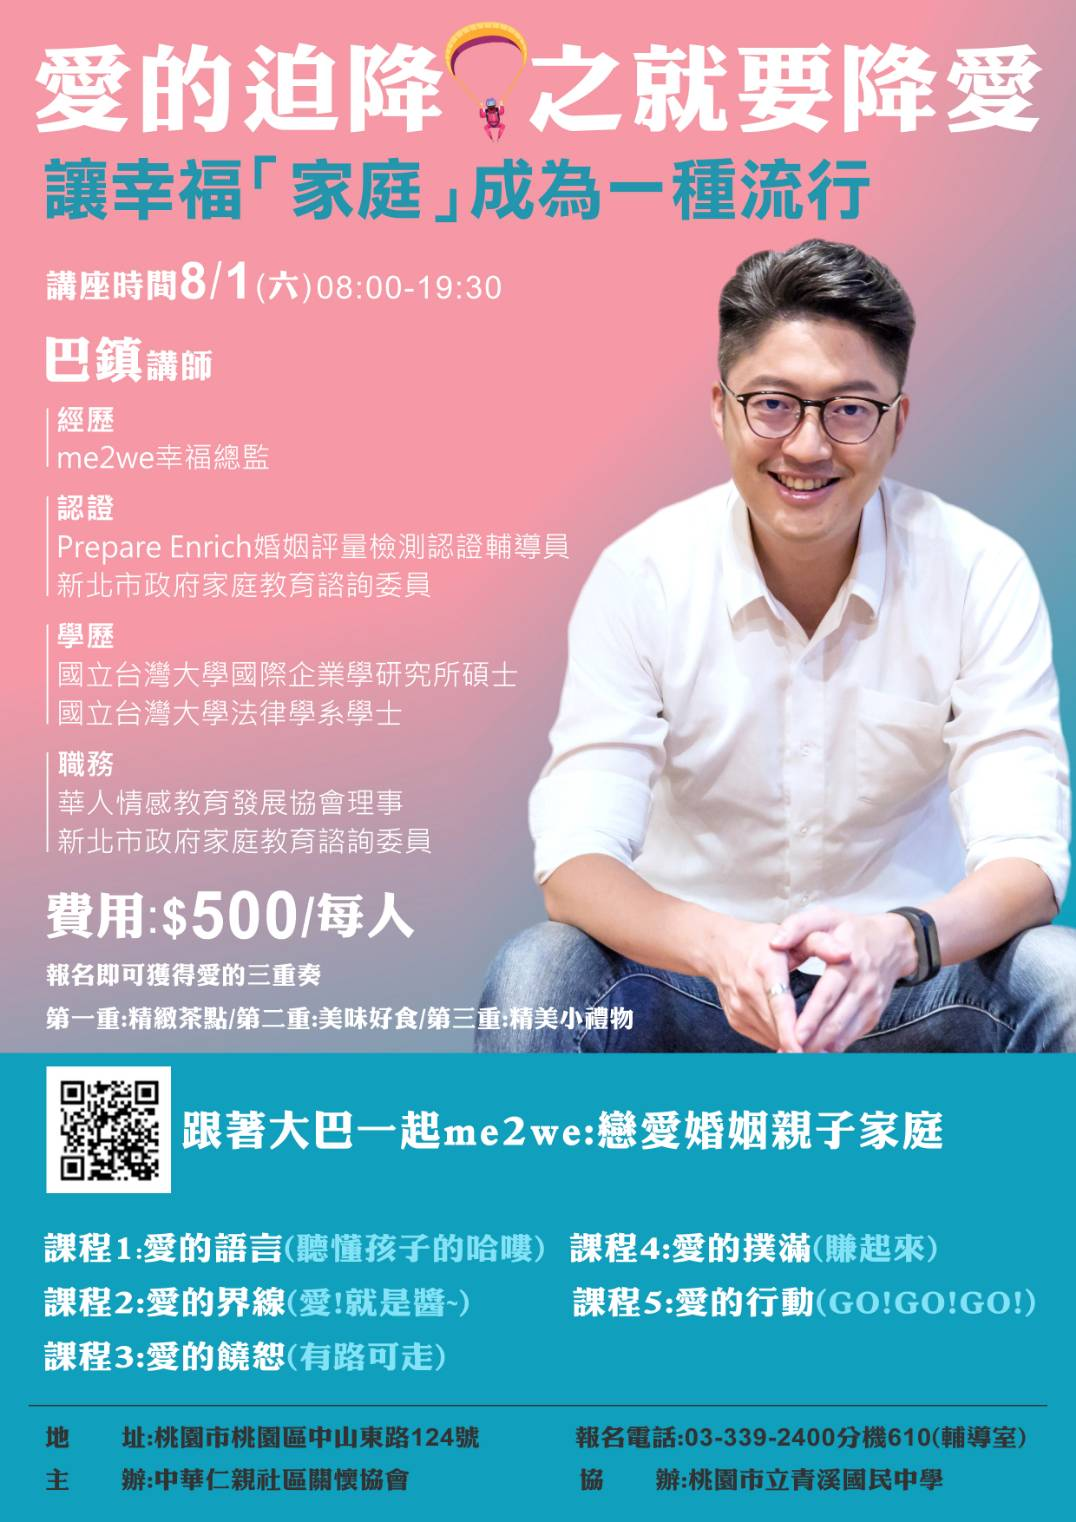 愛的迫降之就要降愛
讓幸福「家庭」成為一種流行
講座時間8/1(六)08:00-19:30
巴鎮講師
經歷
me2we幸福總監
認證
Prepare Enrich婚姻評量檢測認證輔導員
新北市政府家庭教育諮詢委員
學歷
國立台灣大學國際企業學研究所碩士
國立台灣大學法律學系學士
職務
華人情感教育發展協會理事
新北市政府家庭教育諮詢委員
費用:$500/每人
報名即可獲得愛的三重奏
第一重:精緻茶點/第二重:美味好食/第三重:精美小禮物
跟著大巴一起me2we:戀愛婚姻親子家庭
課程1:愛的語言(聽懂孩子的哈嘍)
課程2:愛的界線(愛!就是醬~)
課程3:愛的饒恕(有路可走)
課程4:愛的撲滿(賺起來)
課程5:愛的行動(GO!GO!GO!)
地 址:桃園市桃園區中山東路124號
報名電話:03-339-2400分機610(輔導室)
主 辦:中華仁親社區關懷協會
協 辦:桃園市立青溪國民中學